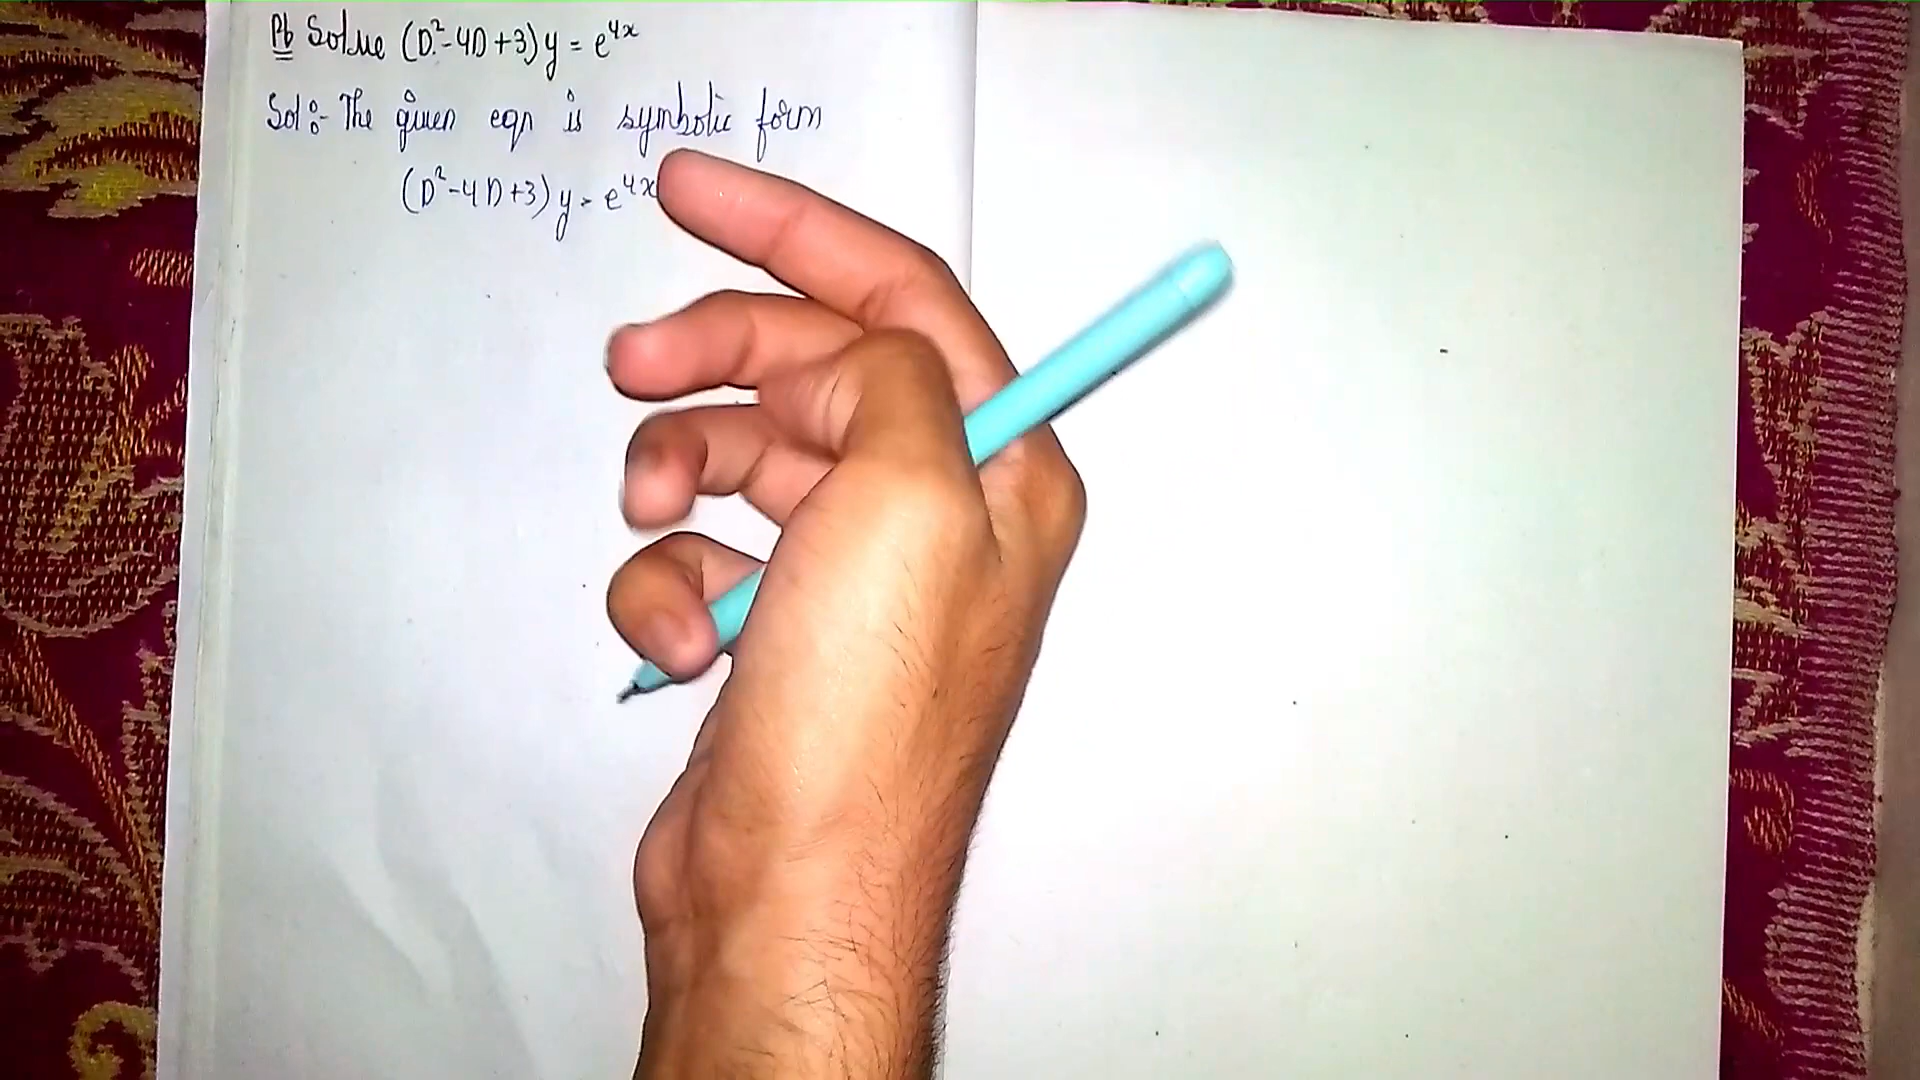 Pb Solve (D²-4D+3)y = e^4x
Sol:- The given eqn is symbolic form
(D²-4D+3)y = e^4x